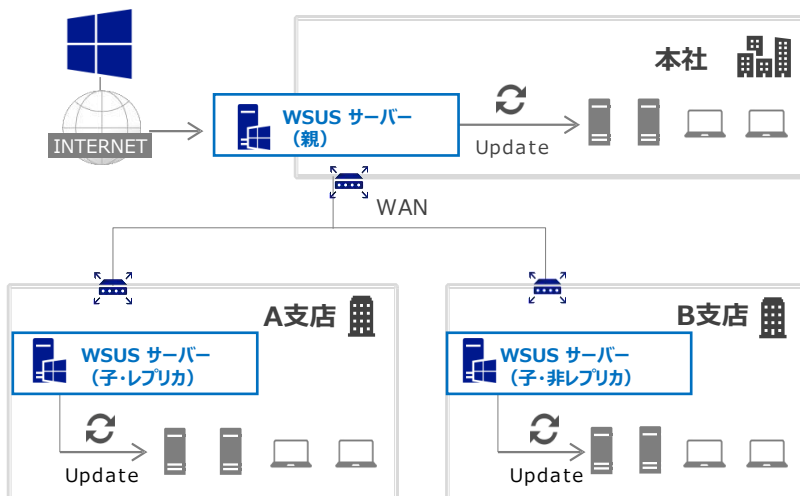 本社
INTERNET
WSUS サーバー
（親）
Update
WAN
A支店
WSUS サーバー
（子・レプリカ）
Update
B支店
WSUS サーバー
（子・非レプリカ）
Update